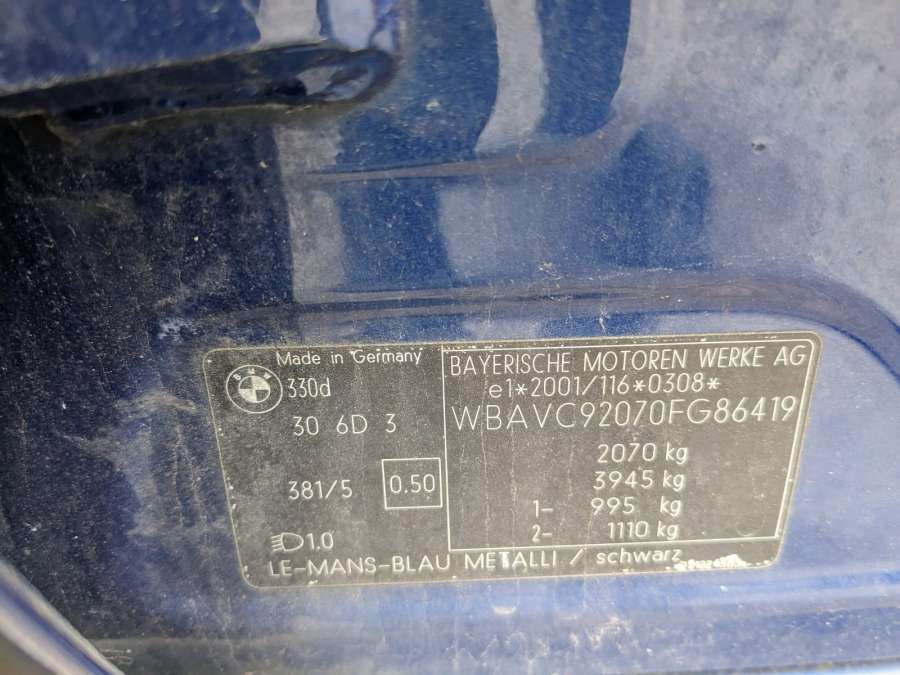 Made in Germany
BMW
330d
30 6D 3
381/5 0.50
1.0
BAYERISCHE MOTOREN WERKE AG
e1*2001/116*0308*
WBAVC92070FG86419
2070 kg
3945 kg
1- 995 kg
2- 1110 kg
LE-MANS-BLAU METALLI / schwarz